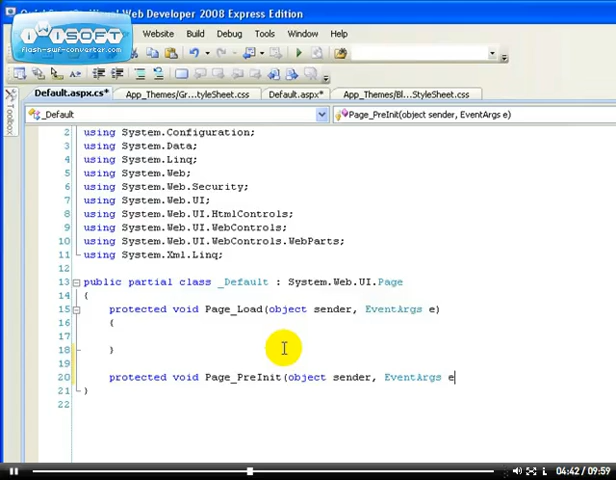 Visual Web Developer 2008 Express Edition
iWiSOFT
flash-swf-converter.com
Website Build Debug Tools Window Help
Default.aspx.cs* App_Themes/Gr...tyleSheet.css Default.aspx* App_Themes/Bl...StyleSheet.css
Toolbox
_Default
Page_PreInit(object sender, EventArgs e)
2 using System.Configuration;
3 using System.Data;
4 using System.Linq;
5 using System.Web;
6 using System.Web.Security;
7 using System.Web.UI;
8 using System.Web.UI.HtmlControls;
9 using System.Web.UI.WebControls;
10 using System.Web.UI.WebControls.WebParts;
11 using System.Xml.Linq;
12
13 public partial class _Default : System.Web.UI.Page
14 {
15 protected void Page_Load(object sender, EventArgs e)
16 {
17
18 }
19
20 protected void Page_PreInit(object sender, EventArgs e
21 }
22
04:42 / 09:59